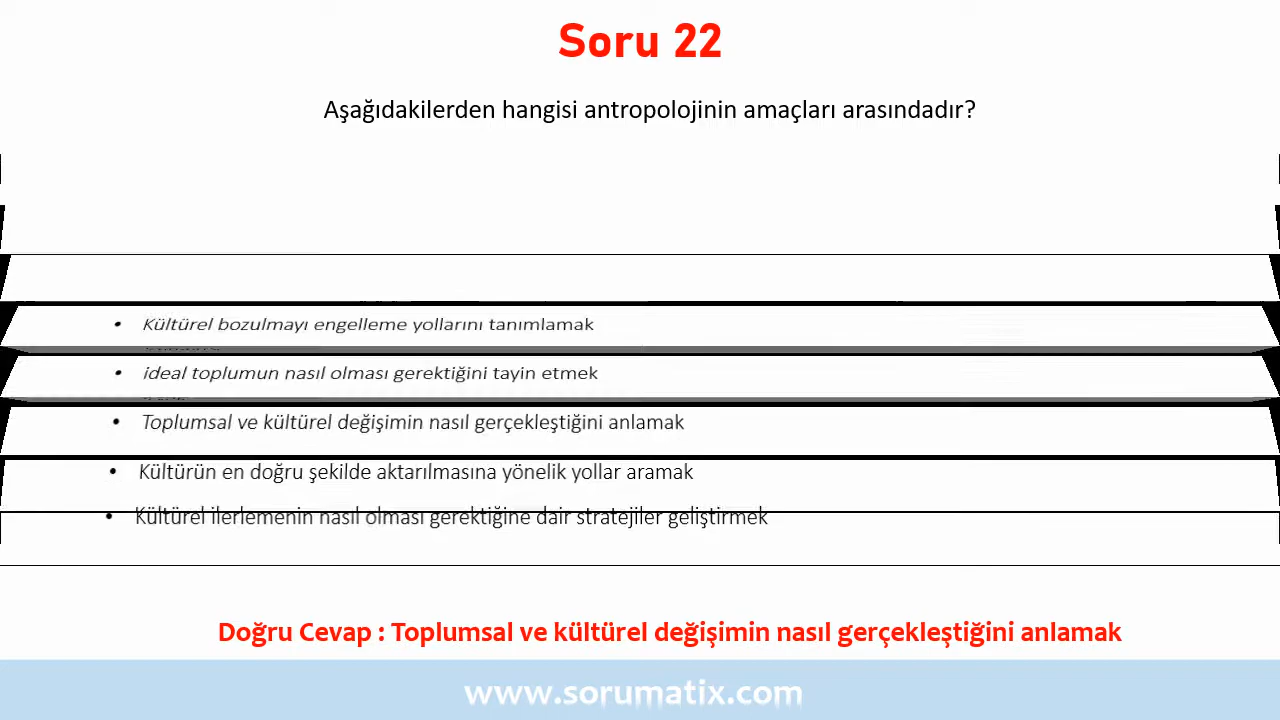 Soru 22
Aşağıdakilerden hangisi antropolojinin amaçları arasındadır?
• Kültürel bozulmayı engelleme yollarını tanımlamak
• ideal toplumun nasıl olması gerektiğini tayin etmek
• Toplumsal ve kültürel değişimin nasıl gerçekleştiğini anlamak
• Kültürün en doğru şekilde aktarılmasına yönelik yollar aramak
• Kültürel ilerlemenin nasıl olması gerektiğine dair stratejiler geliştirmek
Doğru Cevap : Toplumsal ve kültürel değişimin nasıl gerçekleştiğini anlamak
www.sorumatix.com